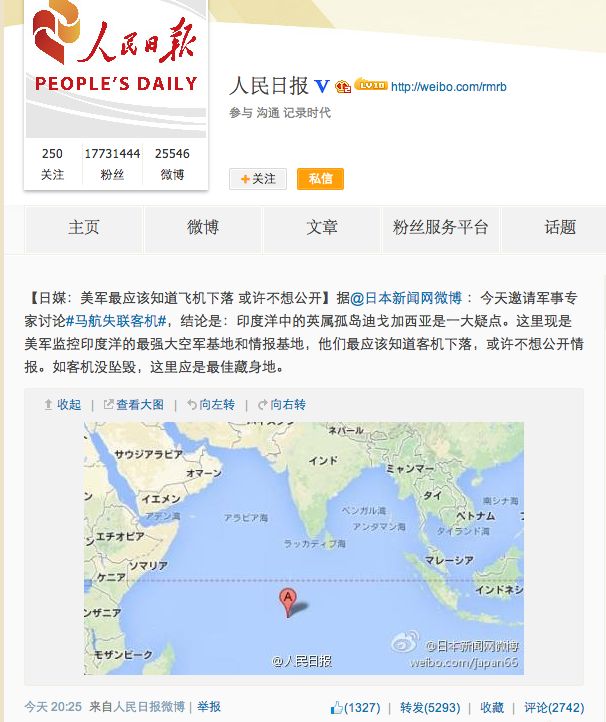 人民日报
PEOPLE'S DAILY
人民日报 V LV10 http://weibo.com/rmrb
参与 沟通 记录时代
250 17731444 25546
关注 粉丝 微博
+关注 私信
主页 微博 文章 粉丝服务平台 话题
【日媒：美军最应该知道飞机下落 或许不想公开】据@日本新闻网微博 ：今天邀请军事专
家讨论#马航失联客机#，结论是：印度洋中的英属孤岛迪戈加西亚是一大疑点。这里现是
美军监控印度洋的最强大空军基地和情报基地，他们最应该知道客机下落，或许不想公开情
报。如客机没坠毁，这里应是最佳藏身地。
收起 | 查看大图 | 向左转 | 向右转
ネパール
サウジアラビア
インド
オマーン
ミャンマー
イエメン
タイ
アデン湾
アラビア海
ベンガル湾
南シナ海
アンダマン海
ベトナム
エチオピア
ラッカディブ海
タイランド湾
ソマリア
マレーシア
ケニア
インドネシ
A
ンザニア
モザンビーク
@人民日报
@日本新闻网微博
weibo.com/japan66
今天 20:25 来自人民日报微博 | 举报
(1327) | 转发(5293) | 收藏 | 评论(2742)